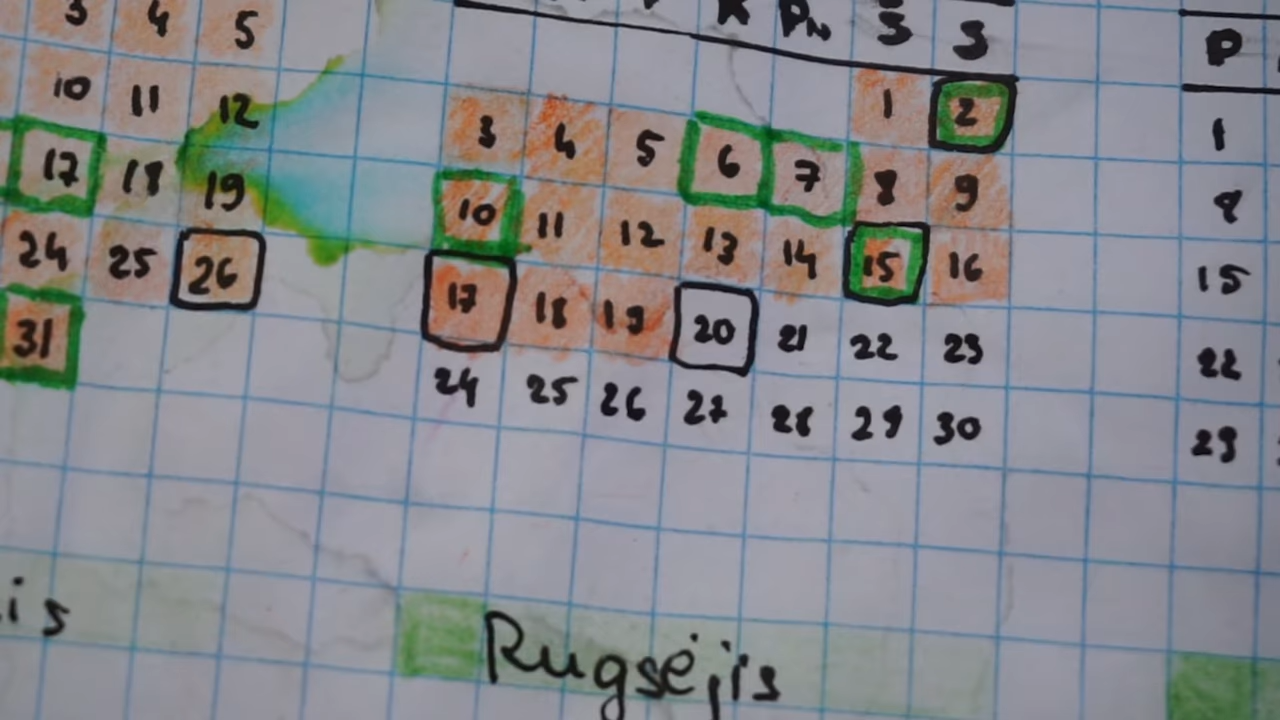 3 4 5
10 11 12
17 18 19
24 25 26
31
K Pn Š S
1 2
3 4 5 6 7 8 9
10 11 12 13 14 15 16
17 18 19 20 21 22 23
24 25 26 27 28 29 30
P
1
8
15
22
29
is
Rugsėjis